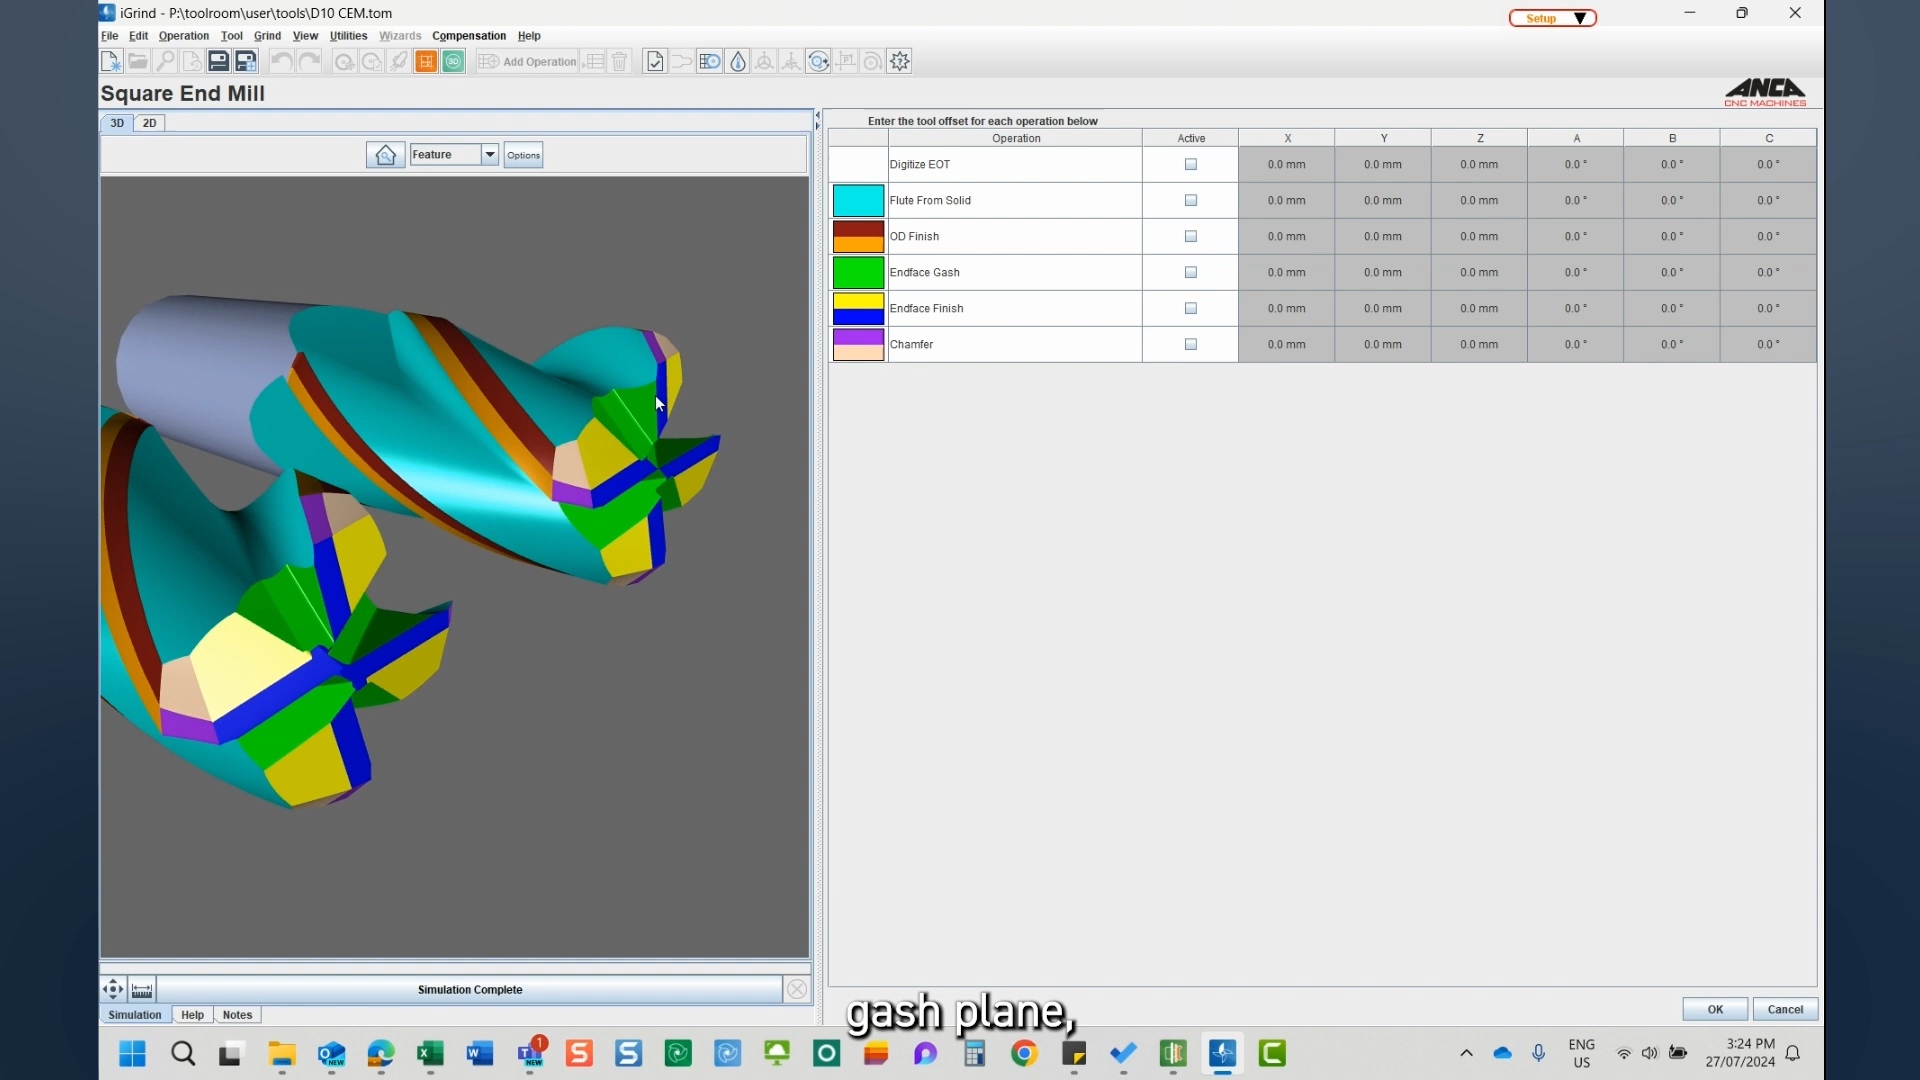 iGrind - P:\toolroom\user\tools\D10 CEM.tom
Setup
File Edit Operation Tool Grind View Utilities Wizards Compensation Help
Add Operation
Square End Mill
ANCA
CNC MACHINES
3D 2D
Feature Options
Enter the tool offset for each operation below
Operation Active X Y Z A B C
Digitize EOT 0.0 mm 0.0 mm 0.0 mm 0.0 ° 0.0 ° 0.0 °
Flute From Solid 0.0 mm 0.0 mm 0.0 mm 0.0 ° 0.0 ° 0.0 °
OD Finish 0.0 mm 0.0 mm 0.0 mm 0.0 ° 0.0 ° 0.0 °
Endface Gash 0.0 mm 0.0 mm 0.0 mm 0.0 ° 0.0 ° 0.0 °
Endface Finish 0.0 mm 0.0 mm 0.0 mm 0.0 ° 0.0 ° 0.0 °
Chamfer 0.0 mm 0.0 mm 0.0 mm 0.0 ° 0.0 ° 0.0 °
Simulation Complete
Simulation Help Notes
OK Cancel
gash plane,
ENG
US
3:24 PM
27/07/2024